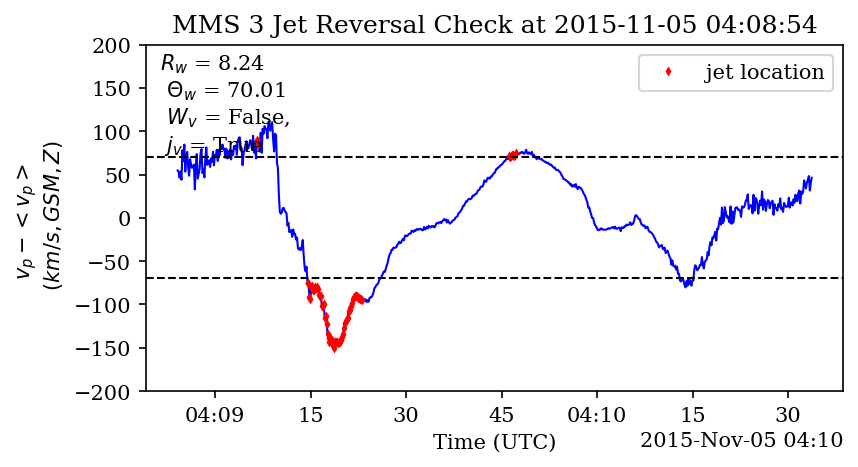 MMS 3 Jet Reversal Check at 2015-11-05 04:08:54
R_w = 8.24
Θ_w = 70.01
W_v = False,
j_v = True
jet location
v_p − <v_p>
(km/s, GSM, Z)
200
150
100
50
0
−50
−100
−150
−200
04:09 15 30 45 04:10 15 30
Time (UTC)
2015-Nov-05 04:10